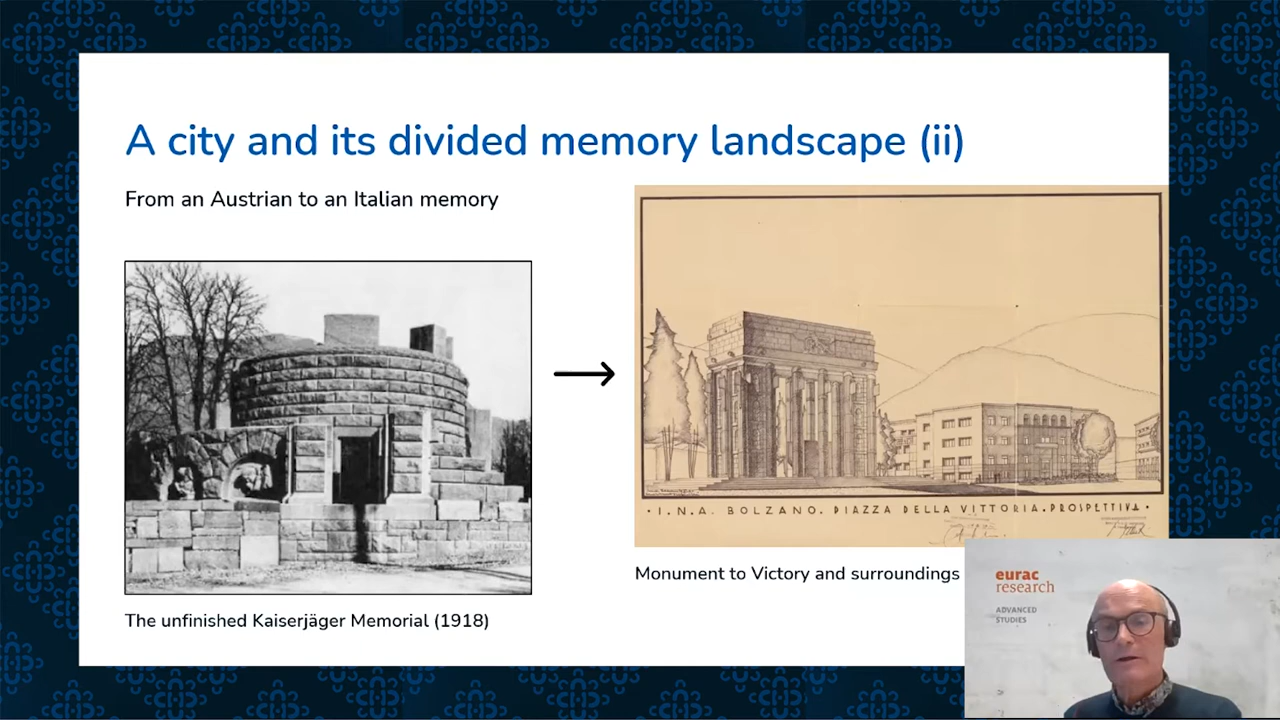 A city and its divided memory landscape (ii)
From an Austrian to an Italian memory
· I.N.A. BOLZANO. PIAZZA DELLA VITTORIA. PROSPETTIVA ·
Monument to Victory and surroundings
The unfinished Kaiserjäger Memorial (1918)
eurac
research
ADVANCED
STUDIES